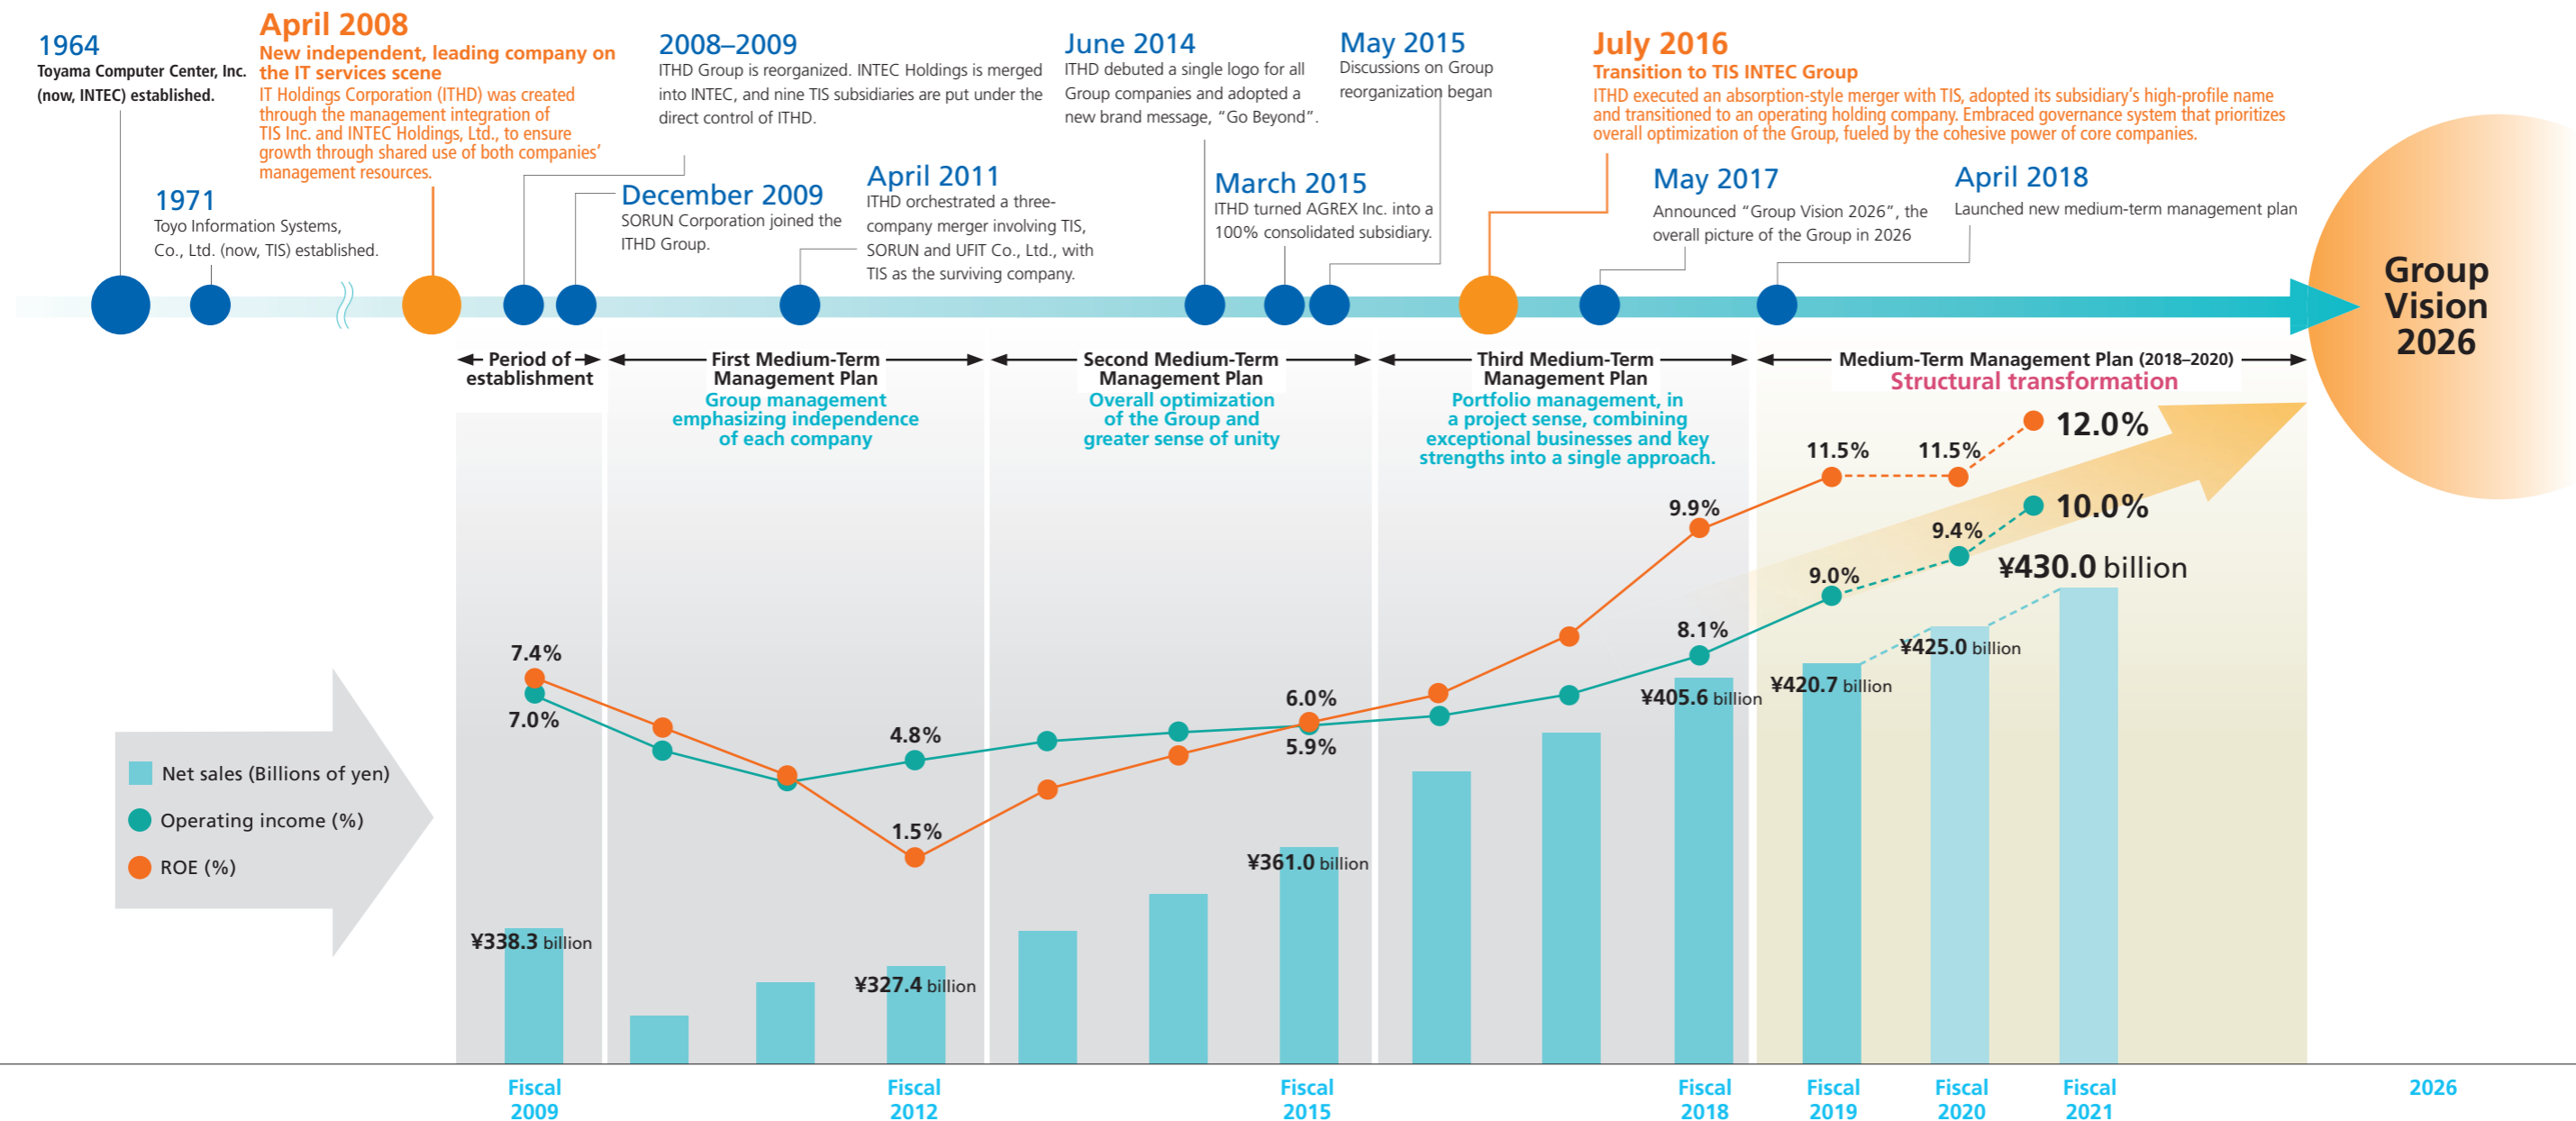 1964
Toyama Computer Center, Inc.
(now, INTEC) established.
1971
Toyo Information Systems,
Co., Ltd. (now, TIS) established.
April 2008
New independent, leading company on
the IT services scene
IT Holdings Corporation (ITHD) was created
through the management integration of
TIS Inc. and INTEC Holdings, Ltd., to ensure
growth through shared use of both companies’
management resources.
2008–2009
ITHD Group is reorganized. INTEC Holdings is merged
into INTEC, and nine TIS subsidiaries are put under the
direct control of ITHD.
December 2009
SORUN Corporation joined the
ITHD Group.
April 2011
ITHD orchestrated a three-
company merger involving TIS,
SORUN and UFIT Co., Ltd., with
TIS as the surviving company.
June 2014
ITHD debuted a single logo for all
Group companies and adopted a
new brand message, “Go Beyond”.
March 2015
ITHD turned AGREX Inc. into a
100% consolidated subsidiary.
May 2015
Discussions on Group
reorganization began
July 2016
Transition to TIS INTEC Group
ITHD executed an absorption-style merger with TIS, adopted its subsidiary’s high-profile name
and transitioned to an operating holding company. Embraced governance system that prioritizes
overall optimization of the Group, fueled by the cohesive power of core companies.
May 2017
Announced “Group Vision 2026”, the
overall picture of the Group in 2026
April 2018
Launched new medium-term management plan
Group
Vision
2026
Period of
establishment
First Medium-Term
Management Plan
Group management
emphasizing independence
of each company
Second Medium-Term
Management Plan
Overall optimization
of the Group and
greater sense of unity
Third Medium-Term
Management Plan
Portfolio management, in
a project sense, combining
exceptional businesses and key
strengths into a single approach.
Medium-Term Management Plan (2018–2020)
Structural transformation
12.0%
11.5%
11.5%
10.0%
9.9%
9.4%
9.0%
¥430.0 billion
8.1%
7.4%
7.0%
4.8%
6.0%
5.9%
1.5%
¥405.6 billion
¥420.7 billion
¥425.0 billion
¥361.0 billion
¥338.3 billion
¥327.4 billion
Net sales (Billions of yen)
Operating income (%)
ROE (%)
Fiscal
2009
Fiscal
2012
Fiscal
2015
Fiscal
2018
Fiscal
2019
Fiscal
2020
Fiscal
2021
2026